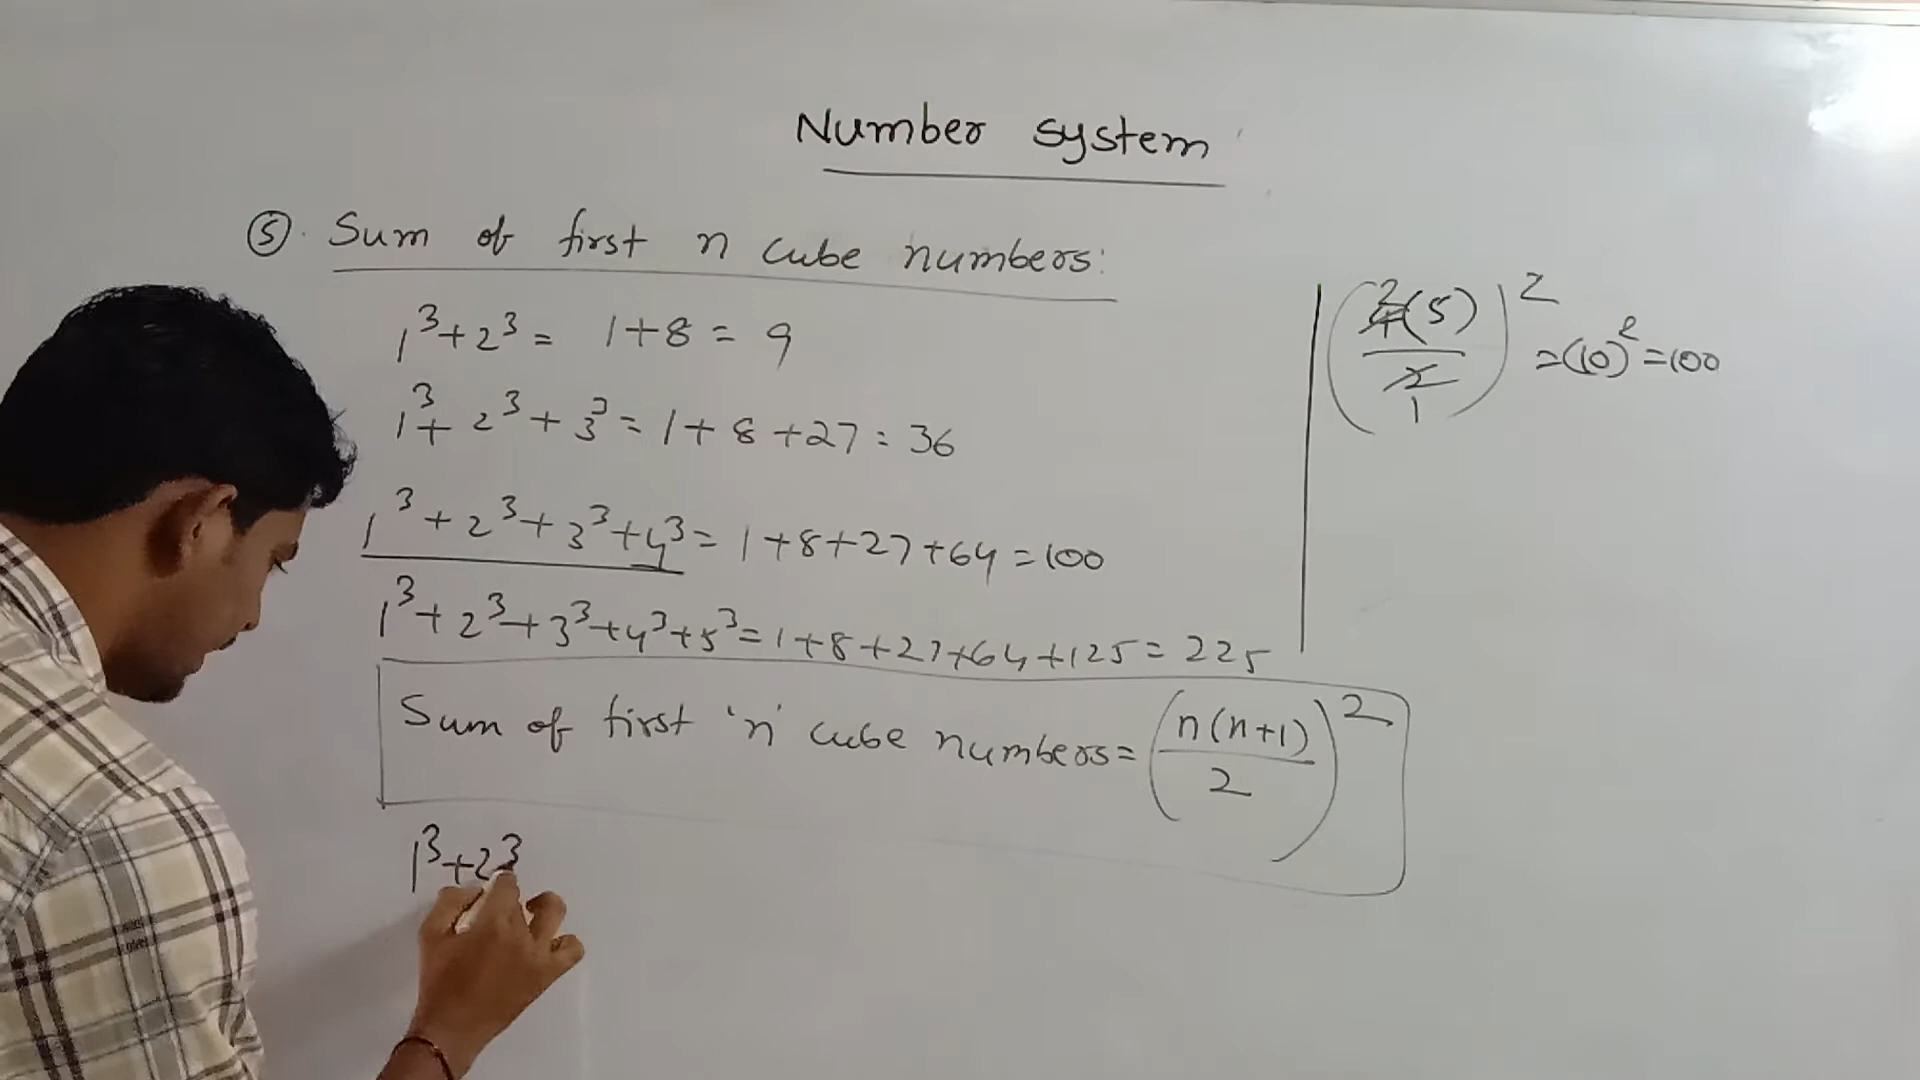 Number system
⑤. Sum of first n cube numbers:
1³+2³ = 1+8 = 9
1³+2³+3³ = 1+8+27 = 36
1³+2³+3³+4³ = 1+8+27+64 = 100
1³+2³+3³+4³+5³ = 1+8+27+64+125 = 225
Sum of first 'n' cube numbers = (n(n+1)/2)²
1³+2³
(4̶ 2(5)/2̶ 1)² = (10)² = 100